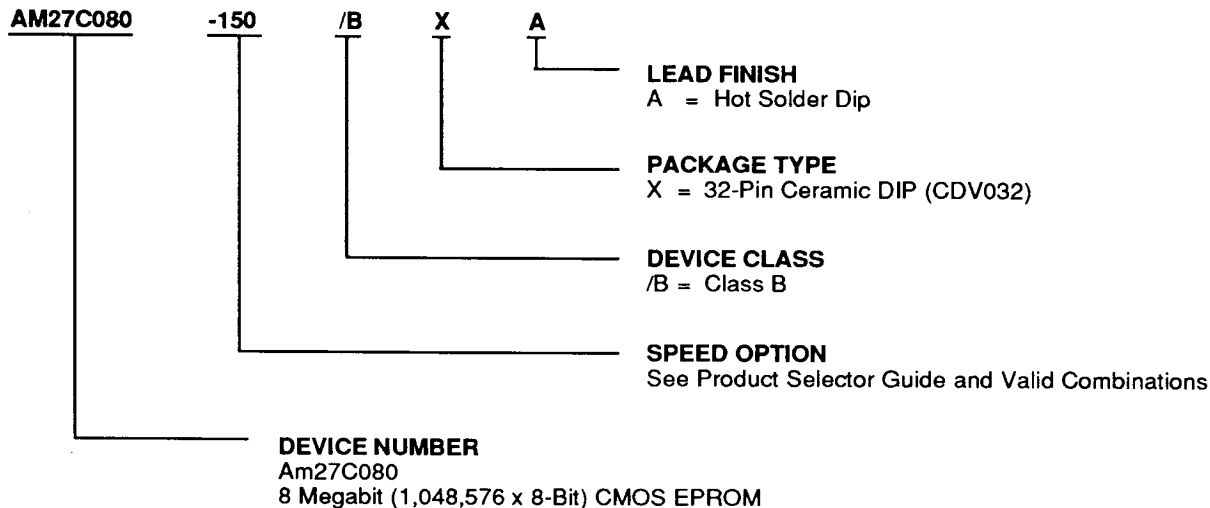 AM27C080 -150 /B X A
LEAD FINISH
A = Hot Solder Dip
PACKAGE TYPE
X = 32-Pin Ceramic DIP (CDV032)
DEVICE CLASS
/B = Class B
SPEED OPTION
See Product Selector Guide and Valid Combinations
DEVICE NUMBER
Am27C080
8 Megabit (1,048,576 x 8-Bit) CMOS EPROM